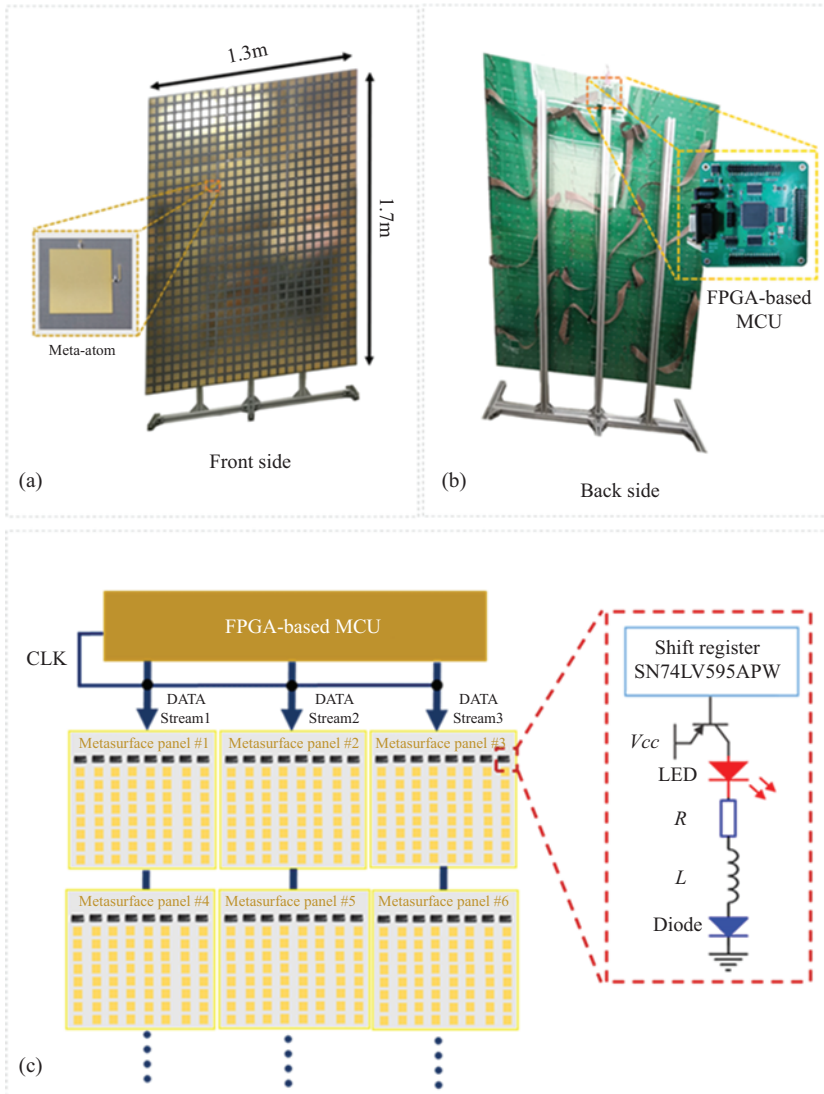 1.3m
1.7m
Meta-atom
Front side
(a)
FPGA-based
MCU
Back side
(b)
FPGA-based MCU
CLK
DATA
Stream1
DATA
Stream2
DATA
Stream3
Metasurface panel #1
Metasurface panel #2
Metasurface panel #3
Metasurface panel #4
Metasurface panel #5
Metasurface panel #6
Shift register
SN74LV595APW
Vcc
LED
R
L
Diode
(c)